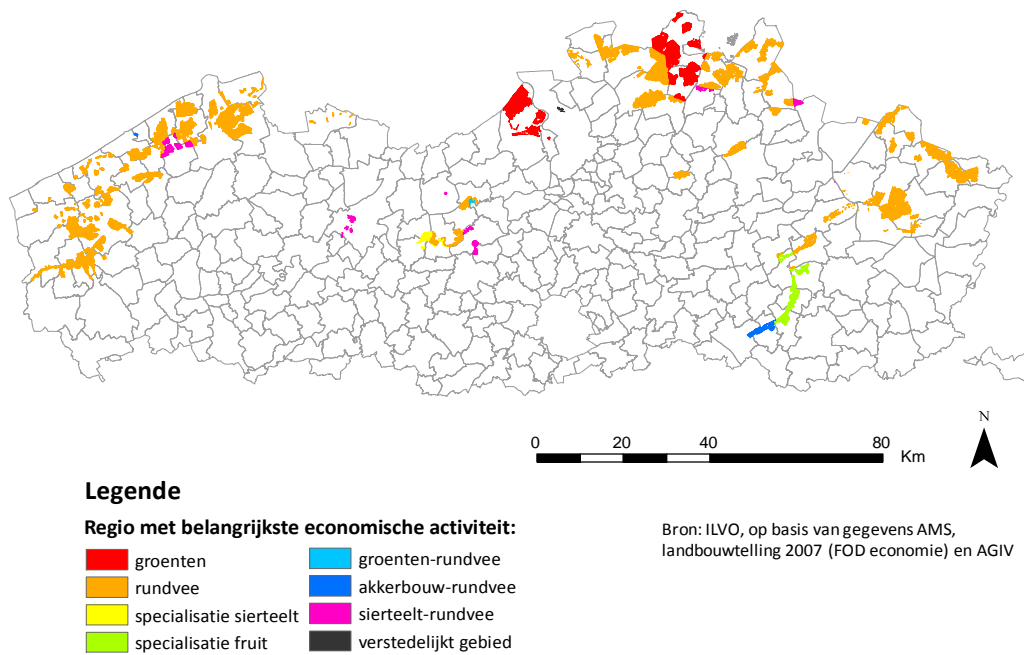 N
0 20 40 80 Km
Legende
Regio met belangrijkste economische activiteit:
groenten
rundvee
specialisatie sierteelt
specialisatie fruit
groenten-rundvee
akkerbouw-rundvee
sierteelt-rundvee
verstedelijkt gebied
Bron: ILVO, op basis van gegevens AMS,
landbouwtelling 2007 (FOD economie) en AGIV